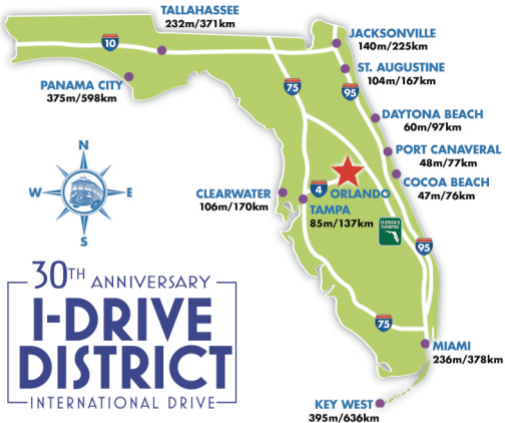 TALLAHASSEE
232m/371km
JACKSONVILLE
140m/225km
10
ST. AUGUSTINE
104m/167km
PANAMA CITY
375m/598km
75
95
DAYTONA BEACH
60m/97km
PORT CANAVERAL
48m/77km
N
W
E
S
COCOA BEACH
47m/76km
CLEARWATER
106m/170km
4
ORLANDO
TAMPA
85m/137km
FLORIDA'S
TURNPIKE
95
30TH ANNIVERSARY
I-DRIVE
DISTRICT
INTERNATIONAL DRIVE
75
MIAMI
236m/378km
KEY WEST
395m/636km